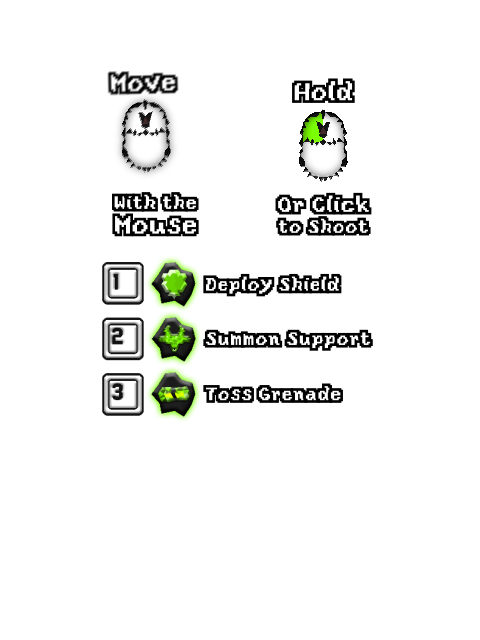 Move
With the
Mouse
Hold
Or Click
to Shoot
1 Deploy Shield
2 Summon Support
3 Toss Grenade